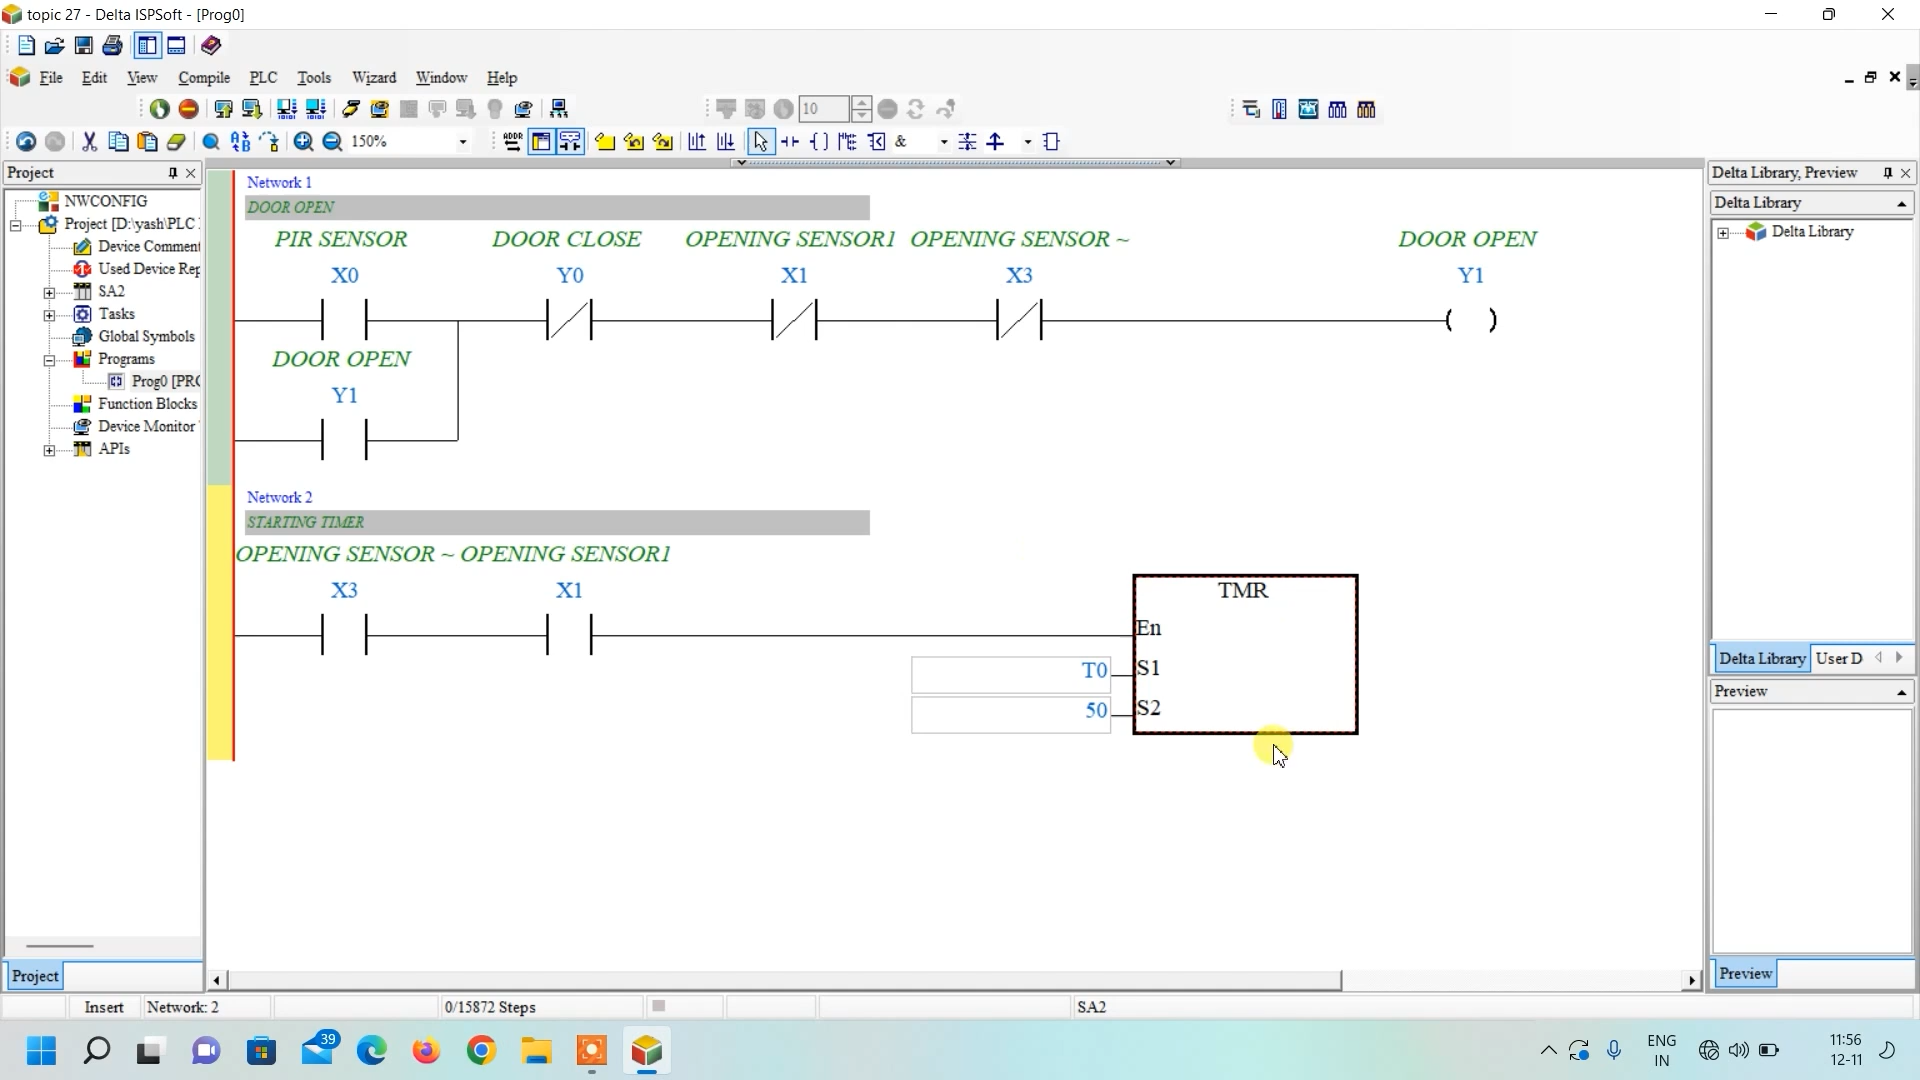 topic 27 - Delta ISPSoft - [Prog0]
File Edit View Compile PLC Tools Wizard Window Help
10
150%
ADDR
&
Project
NWCONFIG
Project [D:\yash\PLC
Device Comment
Used Device Rep
SA2
Tasks
Global Symbols
Programs
Prog0 [PRG
Function Blocks
Device Monitor
APIs
Project
Network 1
DOOR OPEN
PIR SENSOR DOOR CLOSE OPENING SENSOR1 OPENING SENSOR ~ DOOR OPEN
X0 Y0 X1 X3 Y1
DOOR OPEN
Y1
Network 2
STARTING TIMER
OPENING SENSOR ~ OPENING SENSOR1
X3 X1
TMR
En
T0 S1
50 S2
Delta Library, Preview
Delta Library
Delta Library
Delta Library User D
Preview
Preview
Insert Network: 2 0/15872 Steps SA2
39
ENG
IN
11:56
12-11